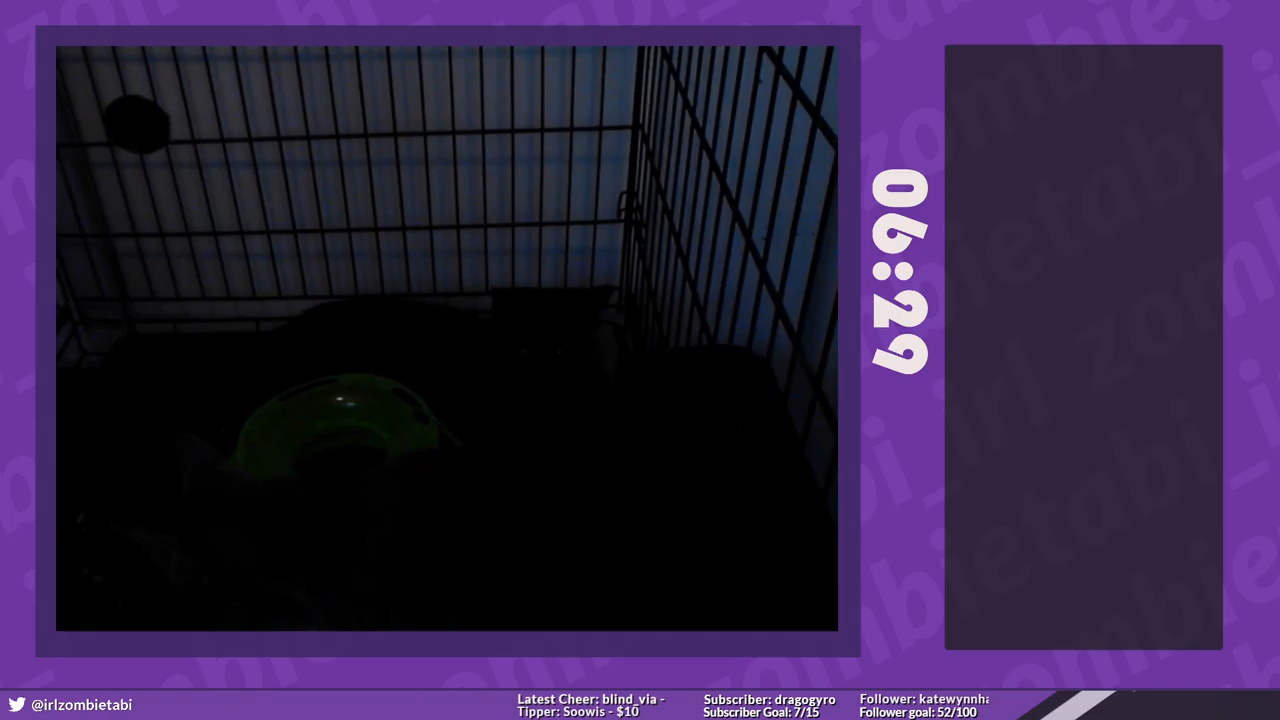 06:29
@irlzombietabi
Latest Cheer: blind_via -
Tipper: Soowis - $10
Subscriber: dragogyro
Subscriber Goal: 7/15
Follower: katewynnha
Follower goal: 52/100